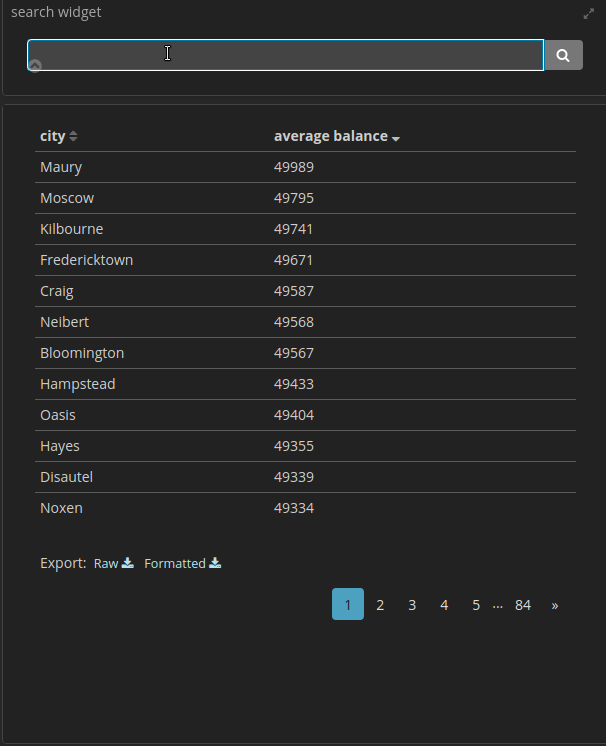 search widget
city average balance
Maury 49989
Moscow 49795
Kilbourne 49741
Fredericktown 49671
Craig 49587
Neibert 49568
Bloomington 49567
Hampstead 49433
Oasis 49404
Hayes 49355
Disautel 49339
Noxen 49334
Export: Raw Formatted
1 2 3 4 5 ... 84 »